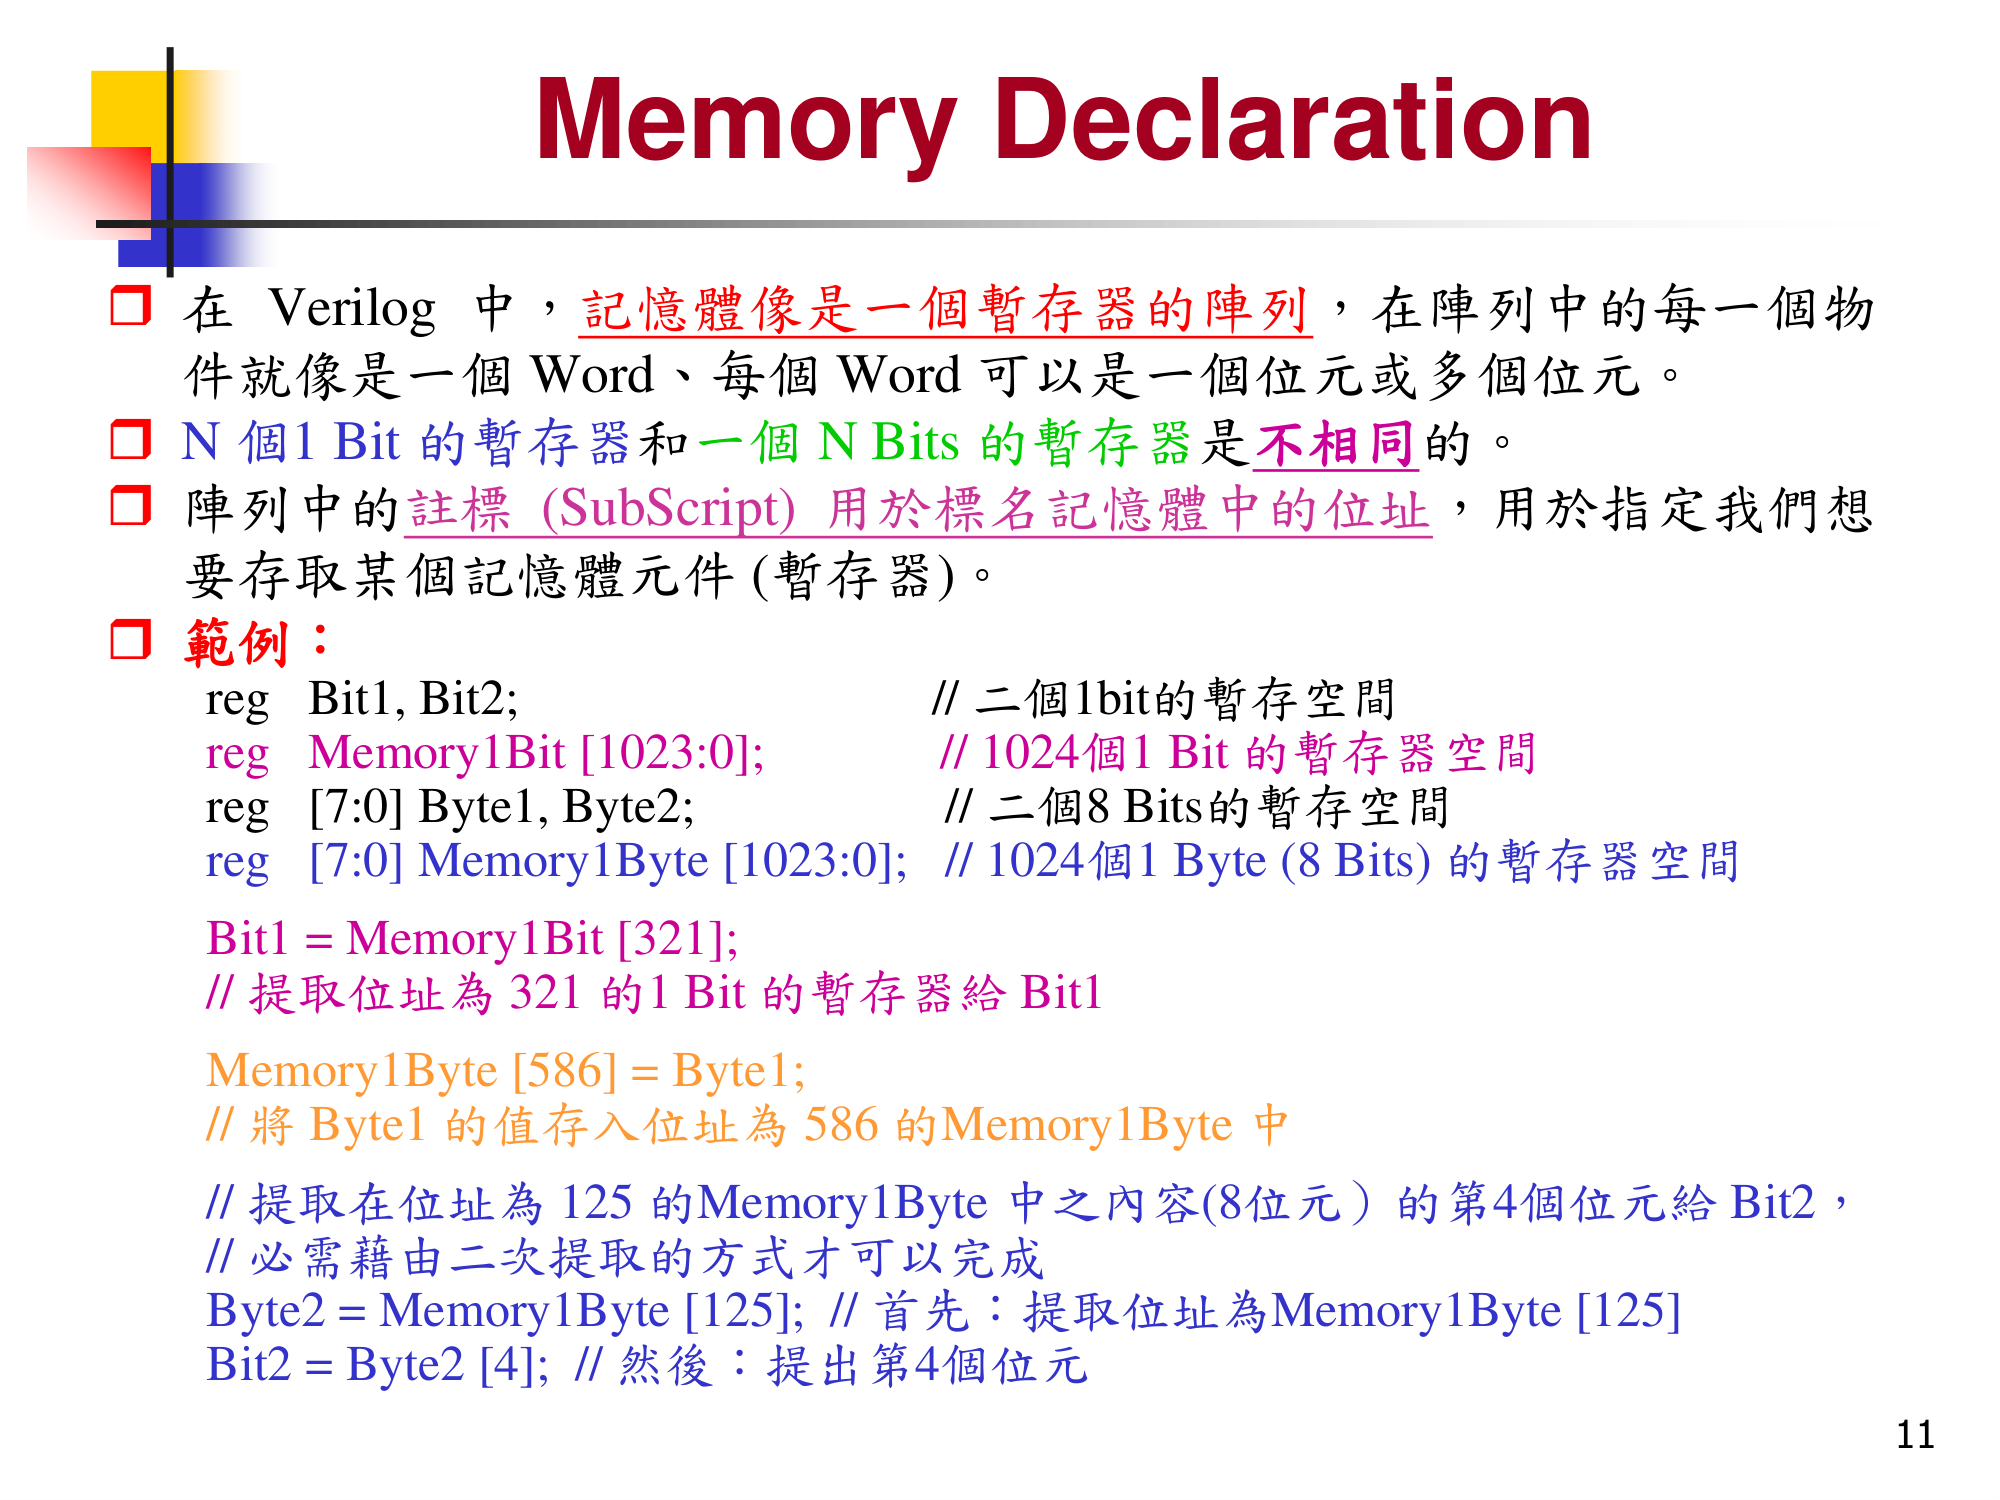 Memory Declaration
在 Verilog 中，記憶體像是一個暫存器的陣列，在陣列中的每一個物
件就像是一個 Word、每個 Word 可以是一個位元或多個位元。
N 個1 Bit 的暫存器和一個 N Bits 的暫存器是不相同的。
陣列中的註標 (SubScript) 用於標名記憶體中的位址，用於指定我們想
要存取某個記憶體元件 (暫存器)。
範例：
reg Bit1, Bit2; // 二個1bit的暫存空間
reg Memory1Bit [1023:0]; // 1024個1 Bit 的暫存器空間
reg [7:0] Byte1, Byte2; // 二個8 Bits的暫存空間
reg [7:0] Memory1Byte [1023:0]; // 1024個1 Byte (8 Bits) 的暫存器空間
Bit1 = Memory1Bit [321];
// 提取位址為 321 的1 Bit 的暫存器給 Bit1
Memory1Byte [586] = Byte1;
// 將 Byte1 的值存入位址為 586 的Memory1Byte 中
// 提取在位址為 125 的Memory1Byte 中之內容(8位元）的第4個位元給 Bit2，
// 必需藉由二次提取的方式才可以完成
Byte2 = Memory1Byte [125]; // 首先：提取位址為Memory1Byte [125]
Bit2 = Byte2 [4]; // 然後：提出第4個位元
11